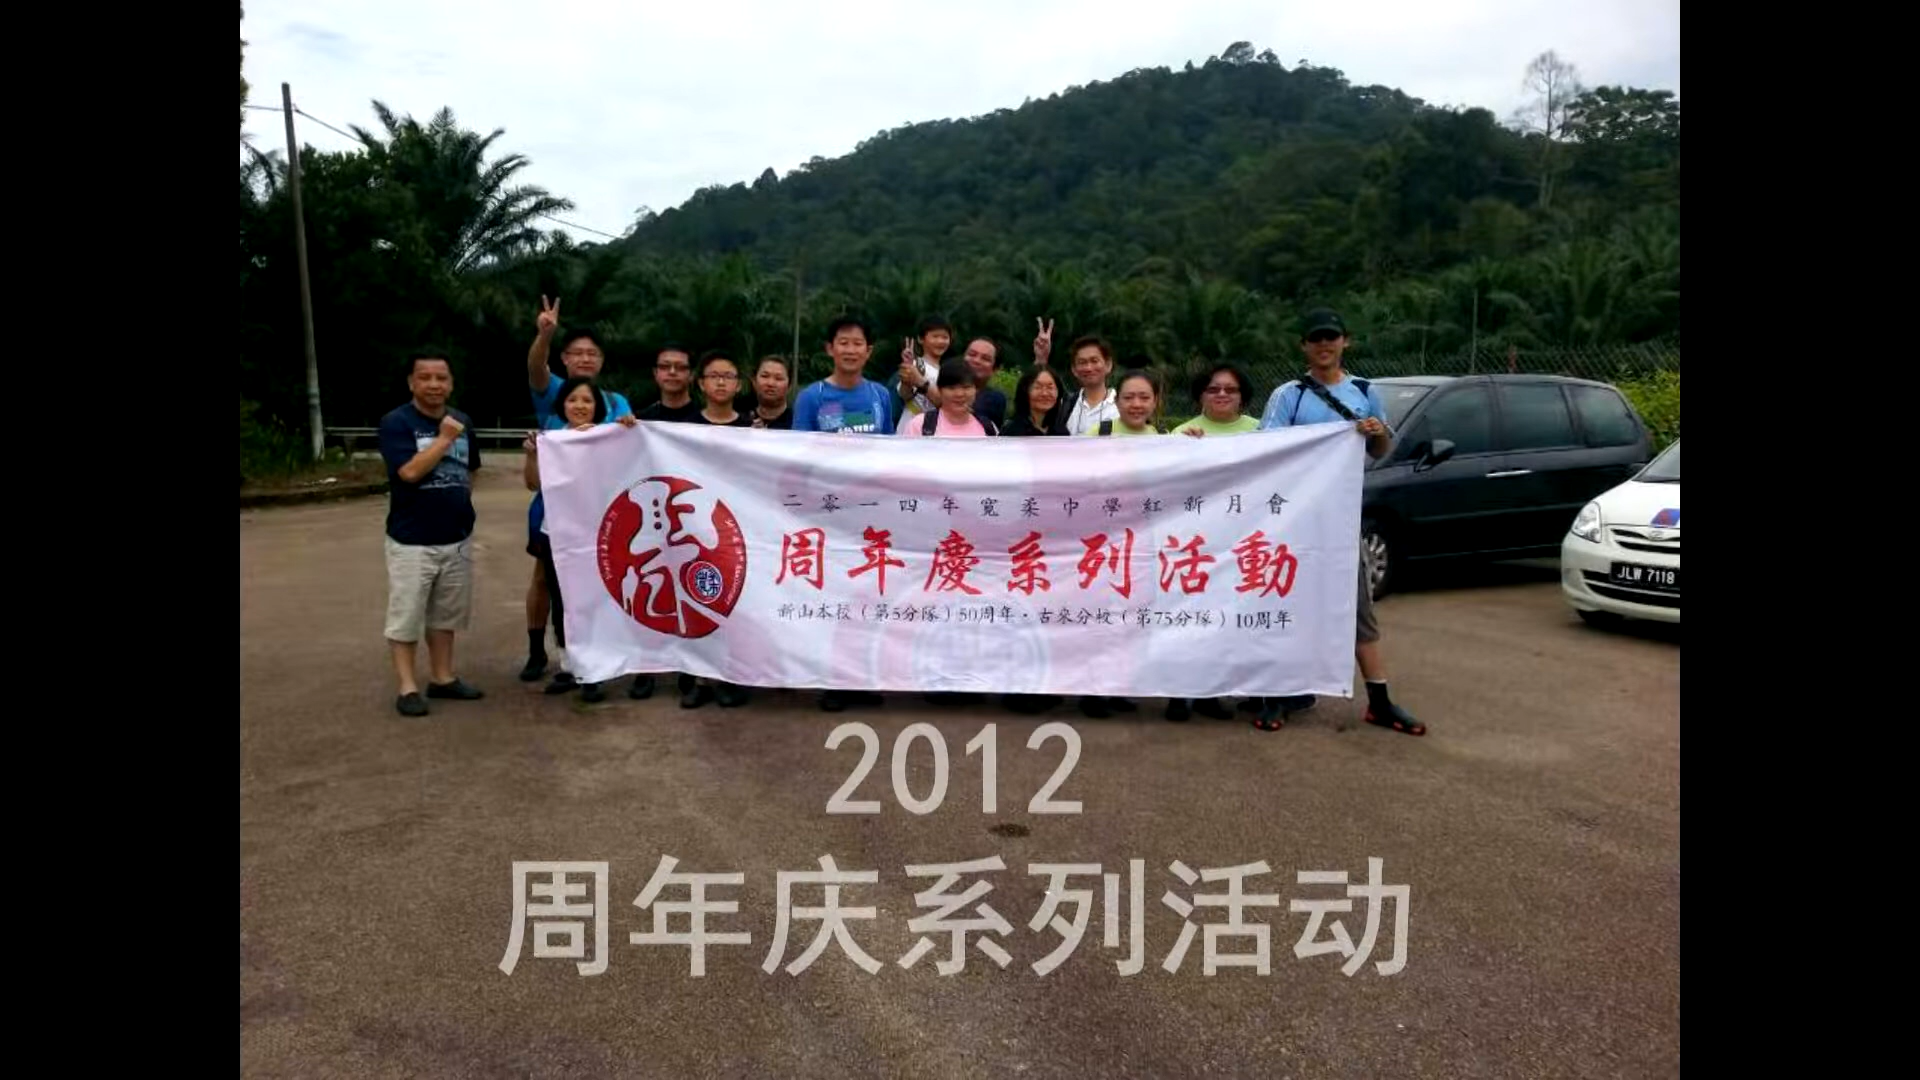 二零一四年寬柔中學紅新月會
周年慶系列活動
新山本校（第5分隊）50周年·古來分校（第75分隊）10周年
JLW 7118
2012
周年庆系列活动